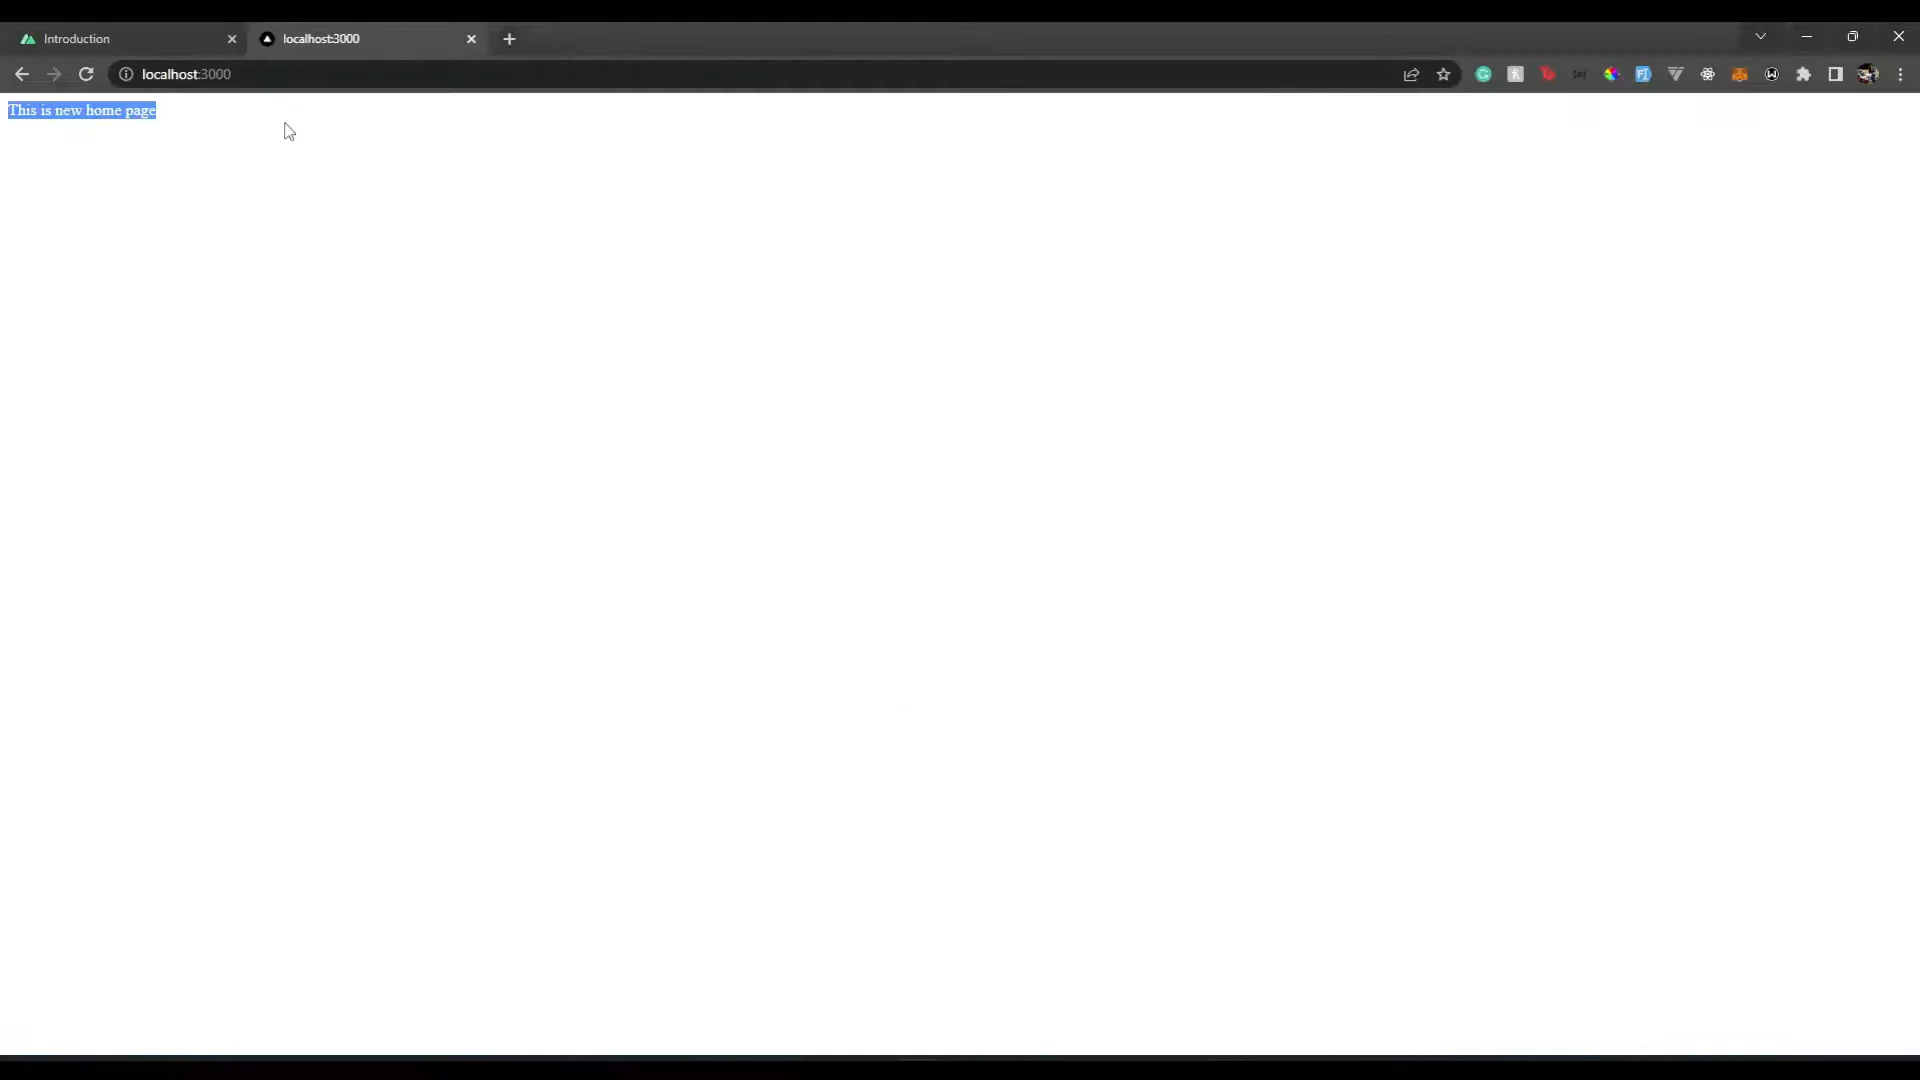 Introduction
localhost:3000
localhost:3000
This is new home page